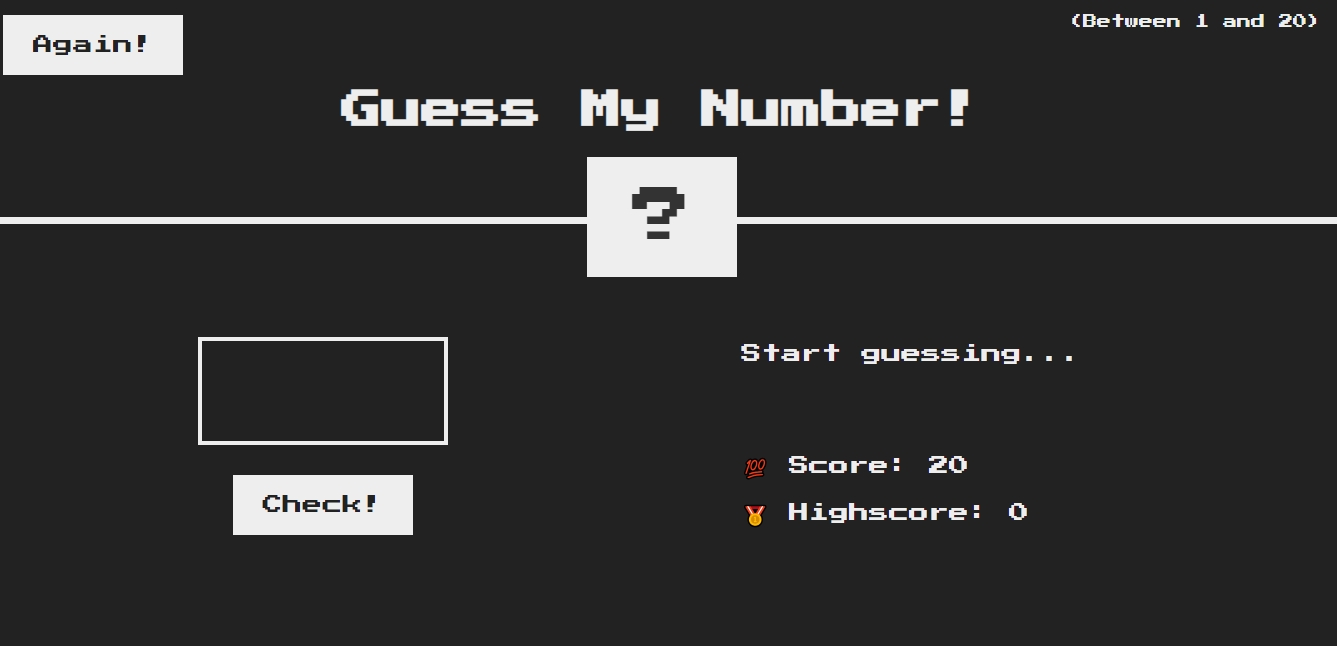 Again!
(Between 1 and 20)
Guess My Number!
?
Start guessing...
Check!
💯 Score: 20
🥇 Highscore: 0